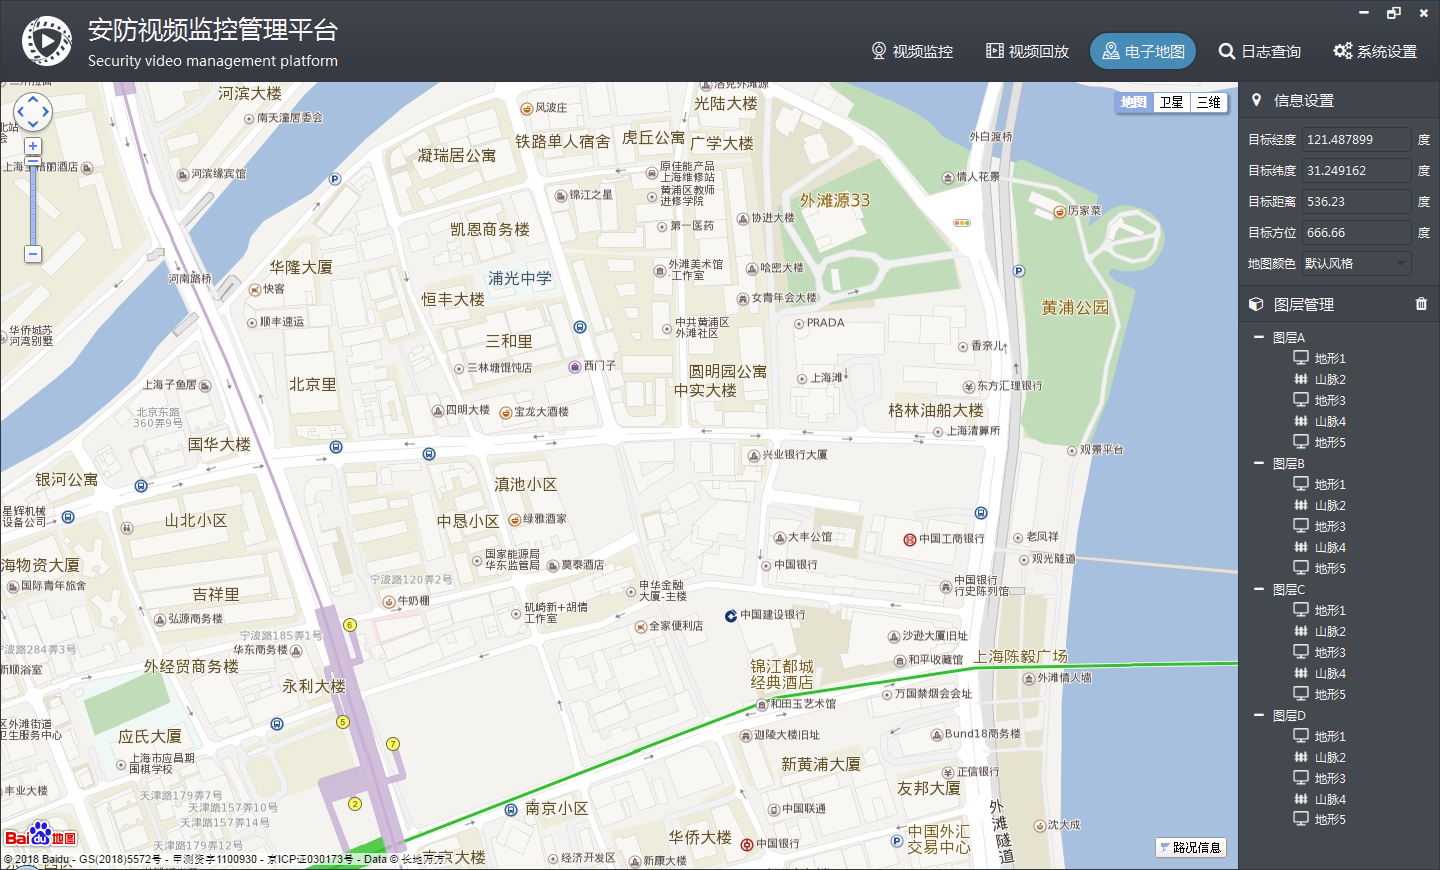 安防视频监控管理平台
Security video management platform
视频监控
视频回放
电子地图
日志查询
系统设置
河滨大楼
南天潼居委会
风波庄
光陆大楼
地图
卫星
三维
外白渡桥
铁路单人宿舍
虎丘公寓
广学大楼
凝瑞居公寓
原佳能产品
上海维修站
河滨缘宾馆
情人花景
锦江之星
黄浦区教师
进修学院
外滩源33
厉家菜
凯恩商务楼
第一医药
协进大楼
华隆大厦
外滩美术馆
·工作室
哈密大楼
河南路桥
浦光中学
快客
恒丰大楼
女青年会大楼
黄浦公园
顺丰速运
中共黄浦区
外滩社区
PRADA
华侨城苏
河湾别墅
三和里
香奈儿
三林塘馄饨店
西门子
圆明园公寓
上海滩
上海子鱼居
北京里
中实大楼
东方汇理银行
北京东路
360弄9号
四明大楼
宝龙大酒楼
格林油船大楼
国华大楼
上海清算所
观景平台
兴业银行大厦
银河公寓
滇池小区
星辉机械
设备公司
山北小区
中恳小区
绿雅酒家
大丰公馆
中国工商银行
老凤祥
国家能源局
华东监管局
莫泰酒店
中国银行
观光隧道
海物资大厦
国际青年旅舍
宁波路120弄2号
申华金融
大厦-主楼
中国银行
行史陈列馆
吉祥里
牛奶棚
矶崎新+胡倩
工作室
中国建设银行
弘源商务楼
6
全家便利店
宁波路185弄1号
沙逊大厦旧址
波路284弄3号
华东商务楼
和平收藏馆
上海陈毅广场
新顺浴室
外经贸商务楼
锦江都城
经典酒店
外滩情人墙
永利大楼
万国禁烟会会址
和田玉艺术馆
区外滩街道
卫生服务中心
5
应氏大厦
7
迦陵大楼旧址
Bund18商务楼
上海市应昌期
围棋学校
新黄浦大厦
正信银行
丰业大楼
天津路179弄7号
友邦大厦
2
天津路157弄10号
南京小区
中国联通
外滩隧道
天津路157弄14号
沈大成
Bai du 地图
华侨大楼
中国外汇
交易中心
天津路179弄12号
中国银行
路况信息
© 2018 Baidu - GS(2018)5572号 - 甲测资字1100930 - 京ICP证030173号 - Data © 长地万方
经济开发区
新康大楼
信息设置
目标经度 121.487899 度
目标纬度 31.249162 度
目标距离 536.23 度
目标方位 666.66 度
地图颜色 默认风格
图层管理
图层A
地形1
山脉2
地形3
山脉4
地形5
图层B
地形1
山脉2
地形3
山脉4
地形5
图层C
地形1
山脉2
地形3
山脉4
地形5
图层D
地形1
山脉2
地形3
山脉4
地形5